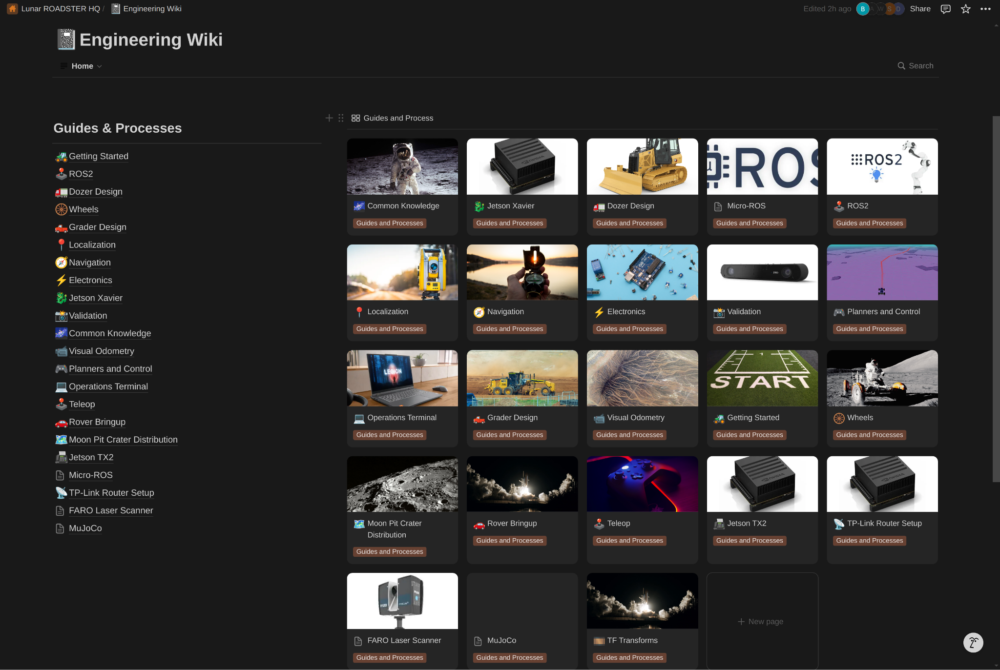 Lunar ROADSTER HQ / Engineering Wiki
Edited 2h ago B A W S D Share
Engineering Wiki
Home
Search
Guides & Processes
Getting Started
ROS2
Dozer Design
Wheels
Grader Design
Localization
Navigation
Electronics
Jetson Xavier
Validation
Common Knowledge
Visual Odometry
Planners and Control
Operations Terminal
Teleop
Rover Bringup
Moon Pit Crater Distribution
Jetson TX2
Micro-ROS
TP-Link Router Setup
FARO Laser Scanner
MuJoCo
Guides and Process
NVIDIA
μ ROS
ROS2
Common Knowledge
Guides and Processes
Jetson Xavier
Guides and Processes
Dozer Design
Guides and Processes
Micro-ROS
Guides and Processes
ROS2
Guides and Processes
ZED
Localization
Guides and Processes
Navigation
Guides and Processes
Electronics
Guides and Processes
Validation
Guides and Processes
Planners and Control
Guides and Processes
LEGION
1
START
Operations Terminal
Guides and Processes
Grader Design
Guides and Processes
Visual Odometry
Guides and Processes
Getting Started
Guides and Processes
Wheels
Guides and Processes
NVIDIA
NVIDIA
Moon Pit Crater
Distribution
Guides and Processes
Rover Bringup
Guides and Processes
Teleop
Guides and Processes
Jetson TX2
Guides and Processes
TP-Link Router Setup
Guides and Processes
FARO
FOCUS
FARO Laser Scanner
Guides and Processes
MuJoCo
Guides and Processes
TF Transforms
Guides and Processes
New page